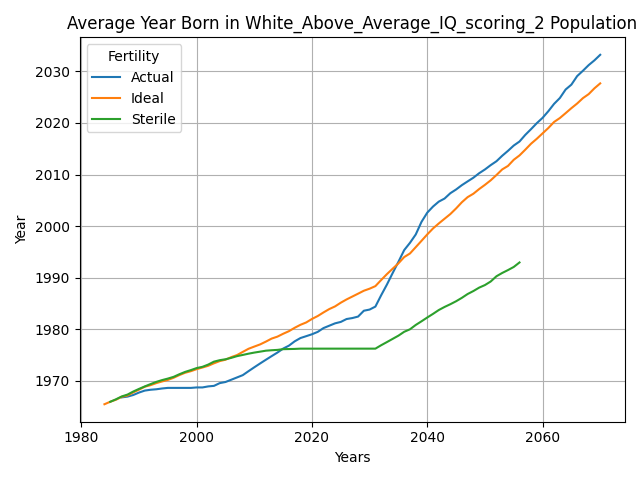 Average Year Born in White_Above_Average_IQ_scoring_2 Population
Fertility
Actual
Ideal
Sterile
2030
2020
2010
2000
1990
1980
1970
Year
1980 2000 2020 2040 2060
Years